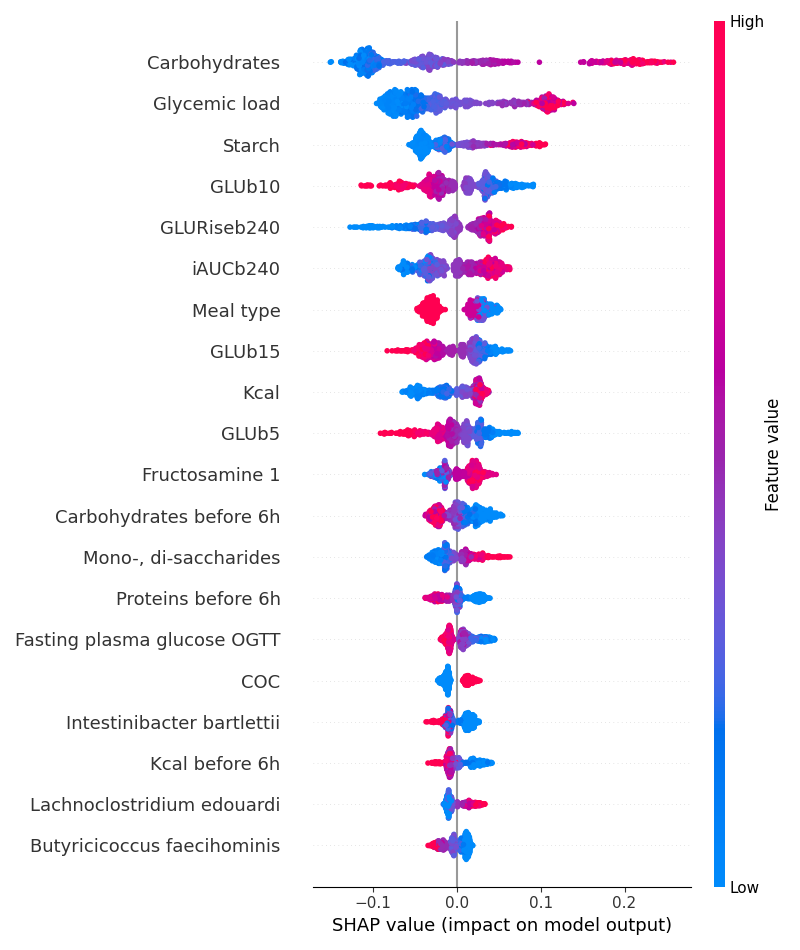 High
Carbohydrates
Glycemic load
Starch
GLUb10
GLURiseb240
iAUCb240
Meal type
GLUb15
Kcal
GLUb5
Fructosamine 1
Carbohydrates before 6h
Mono-, di-saccharides
Proteins before 6h
Fasting plasma glucose OGTT
COC
Intestinibacter bartlettii
Kcal before 6h
Lachnoclostridium edouardi
Butyricicoccus faecihominis
Feature value
Low
−0.1 0.0 0.1 0.2
SHAP value (impact on model output)